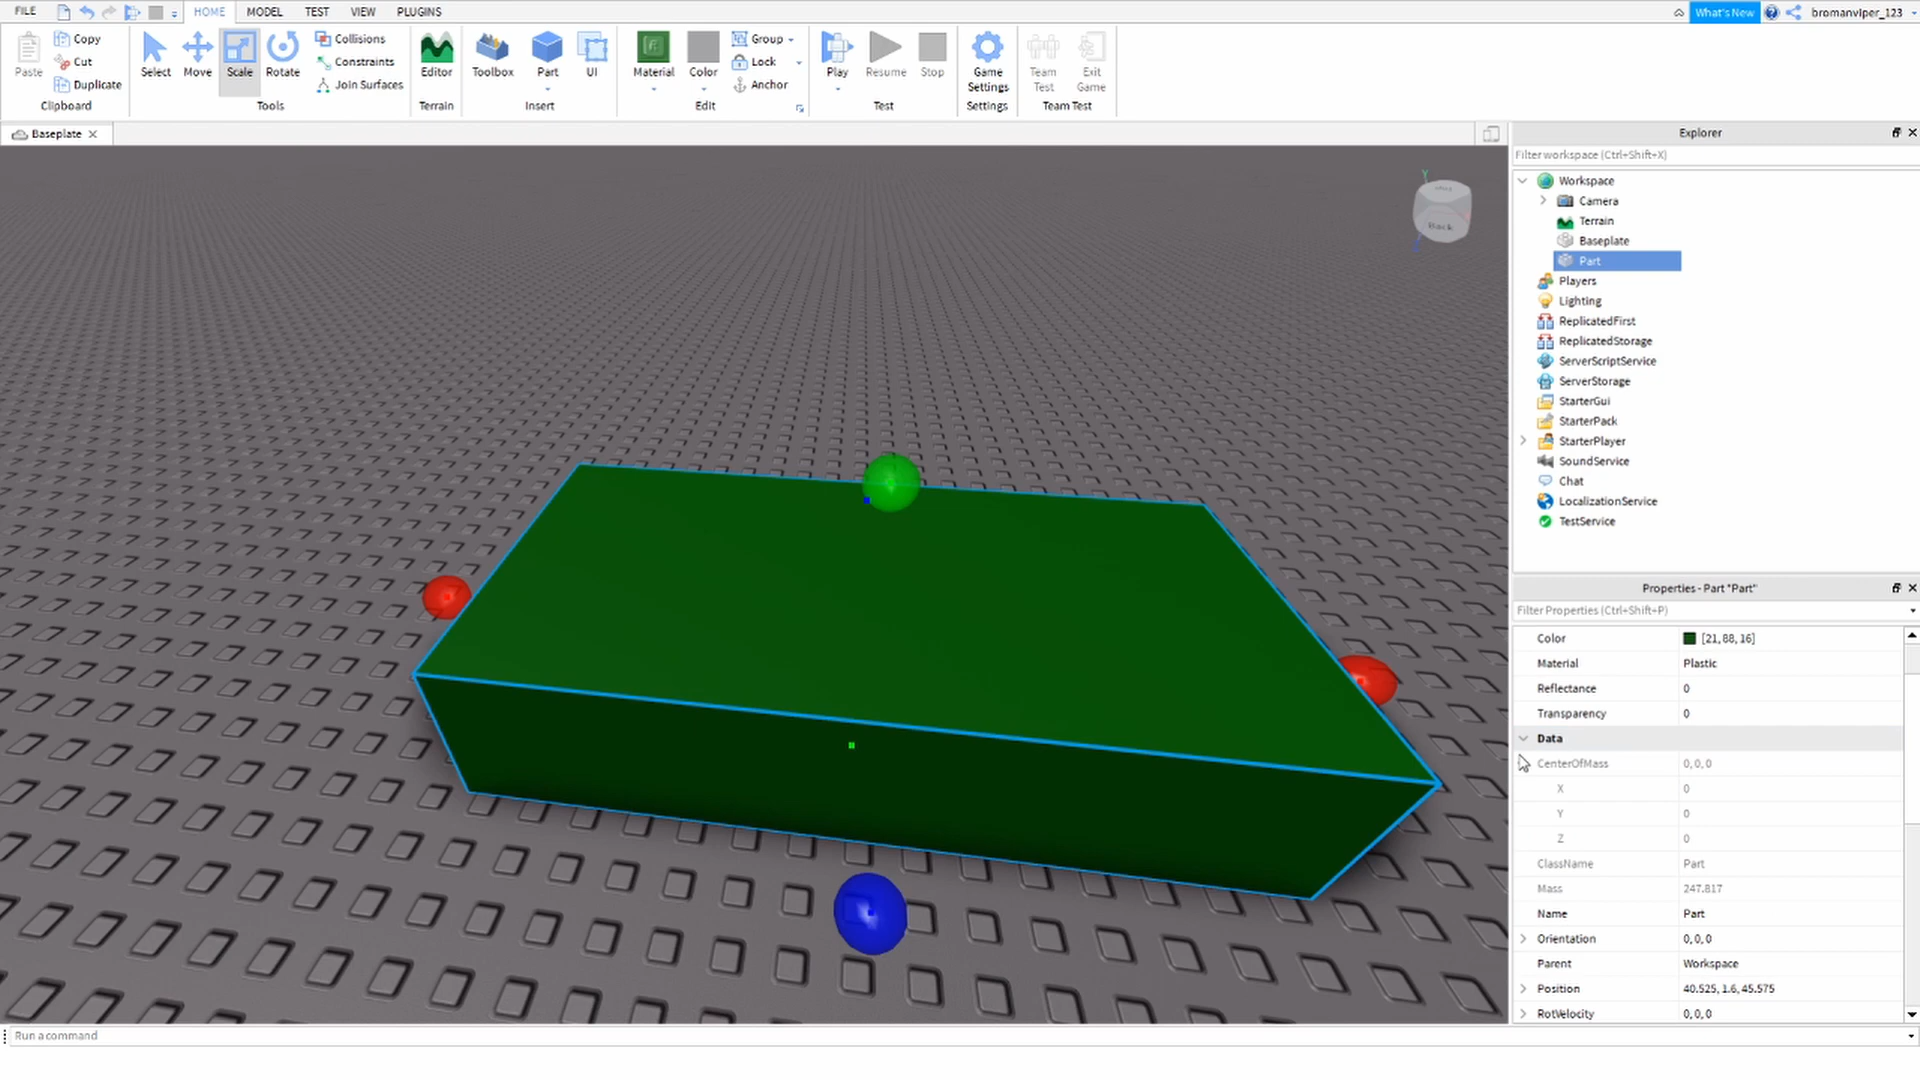 FILE HOME MODEL TEST VIEW PLUGINS What's New bromanviper_123
Paste Copy Cut Duplicate Clipboard
Select Move Scale Rotate Collisions Constraints Join Surfaces Tools
Editor Terrain
Toolbox Part UI Insert
Material Color Group Lock Anchor Edit
Play Resume Stop Test
Game Settings Settings
Team Test Exit Game Team Test
Baseplate
Y
Back
Explorer
Filter workspace (Ctrl+Shift+X)
Workspace
Camera
Terrain
Baseplate
Part
Players
Lighting
ReplicatedFirst
ReplicatedStorage
ServerScriptService
ServerStorage
StarterGui
StarterPack
StarterPlayer
SoundService
Chat
LocalizationService
TestService
Properties - Part "Part"
Filter Properties (Ctrl+Shift+P)
Color [21, 88, 16]
Material Plastic
Reflectance 0
Transparency 0
Data
CenterOfMass 0, 0, 0
X 0
Y 0
Z 0
ClassName Part
Mass 247.817
Name Part
Orientation 0, 0, 0
Parent Workspace
Position 40.525, 1.6, 45.575
RotVelocity 0, 0, 0
Run a command